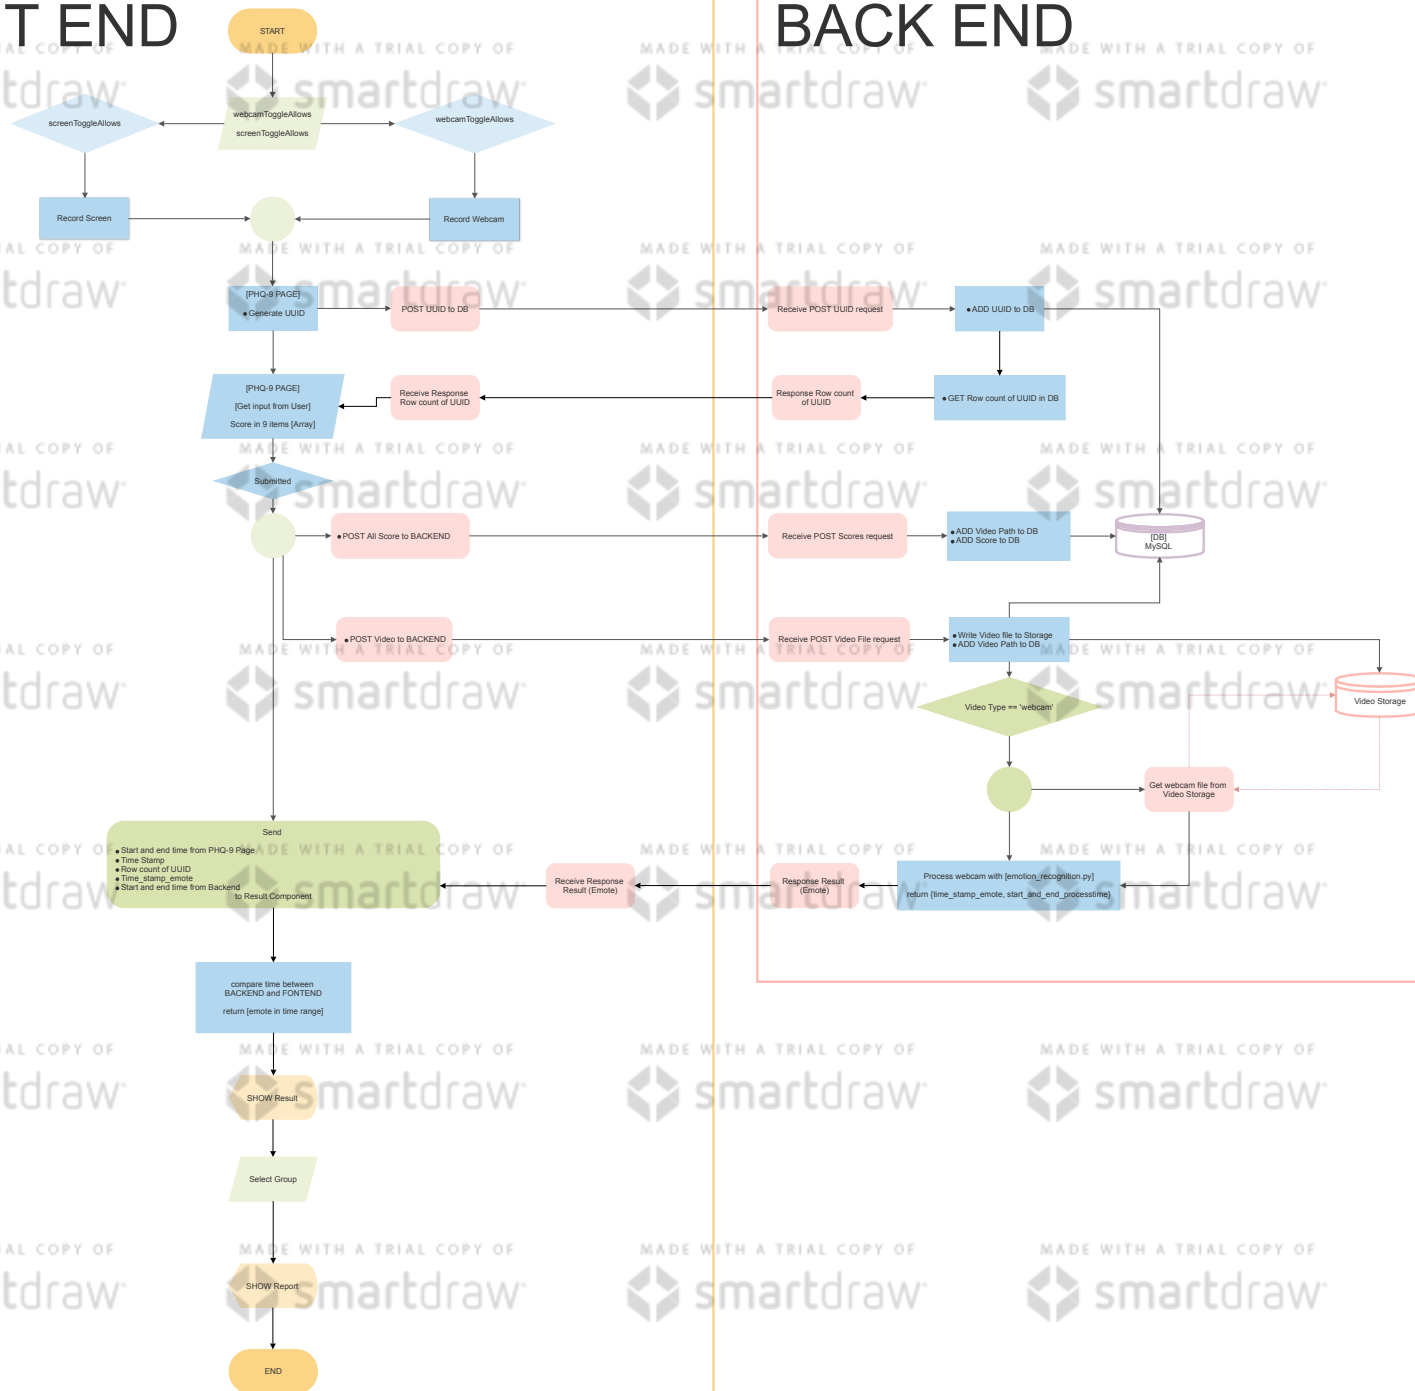 T END
BACK END
START
webcamToggleAllows
screenToggleAllows
screenToggleAllows
webcamToggleAllows
Record Screen
Record Webcam
[PHQ-9 PAGE]
● Generate UUID
POST UUID to DB
Receive POST UUID request
● ADD UUID to DB
[PHQ-9 PAGE]
[Get input from User]
Score in 9 items [Array]
Receive Response
Row count of UUID
Response Row count
of UUID
● GET Row count of UUID in DB
Submitted
● POST All Score to BACKEND
Receive POST Scores request
● ADD Video Path to DB
● ADD Score to DB
[DB]
MySQL
● POST Video to BACKEND
Receive POST Video File request
● Write Video file to Storage
● ADD Video Path to DB
Video Type == 'webcam'
Video Storage
Get webcam file from
Video Storage
Send
● Start and end time from PHQ-9 Page
● Time Stamp
● Row count of UUID
● Time_stamp_emote
● Start and end time from Backend
to Result Component
Receive Response
Result (Emote)
Response Result
(Emote)
Process webcam with [emotion_recognition.py]
return {time_stamp_emote, start_and_end_processtime}
compare time between
BACKEND and FONTEND
return [emote in time range]
SHOW Result
Select Group
SHOW Report
END
MADE WITH A TRIAL COPY OF
smartdraw